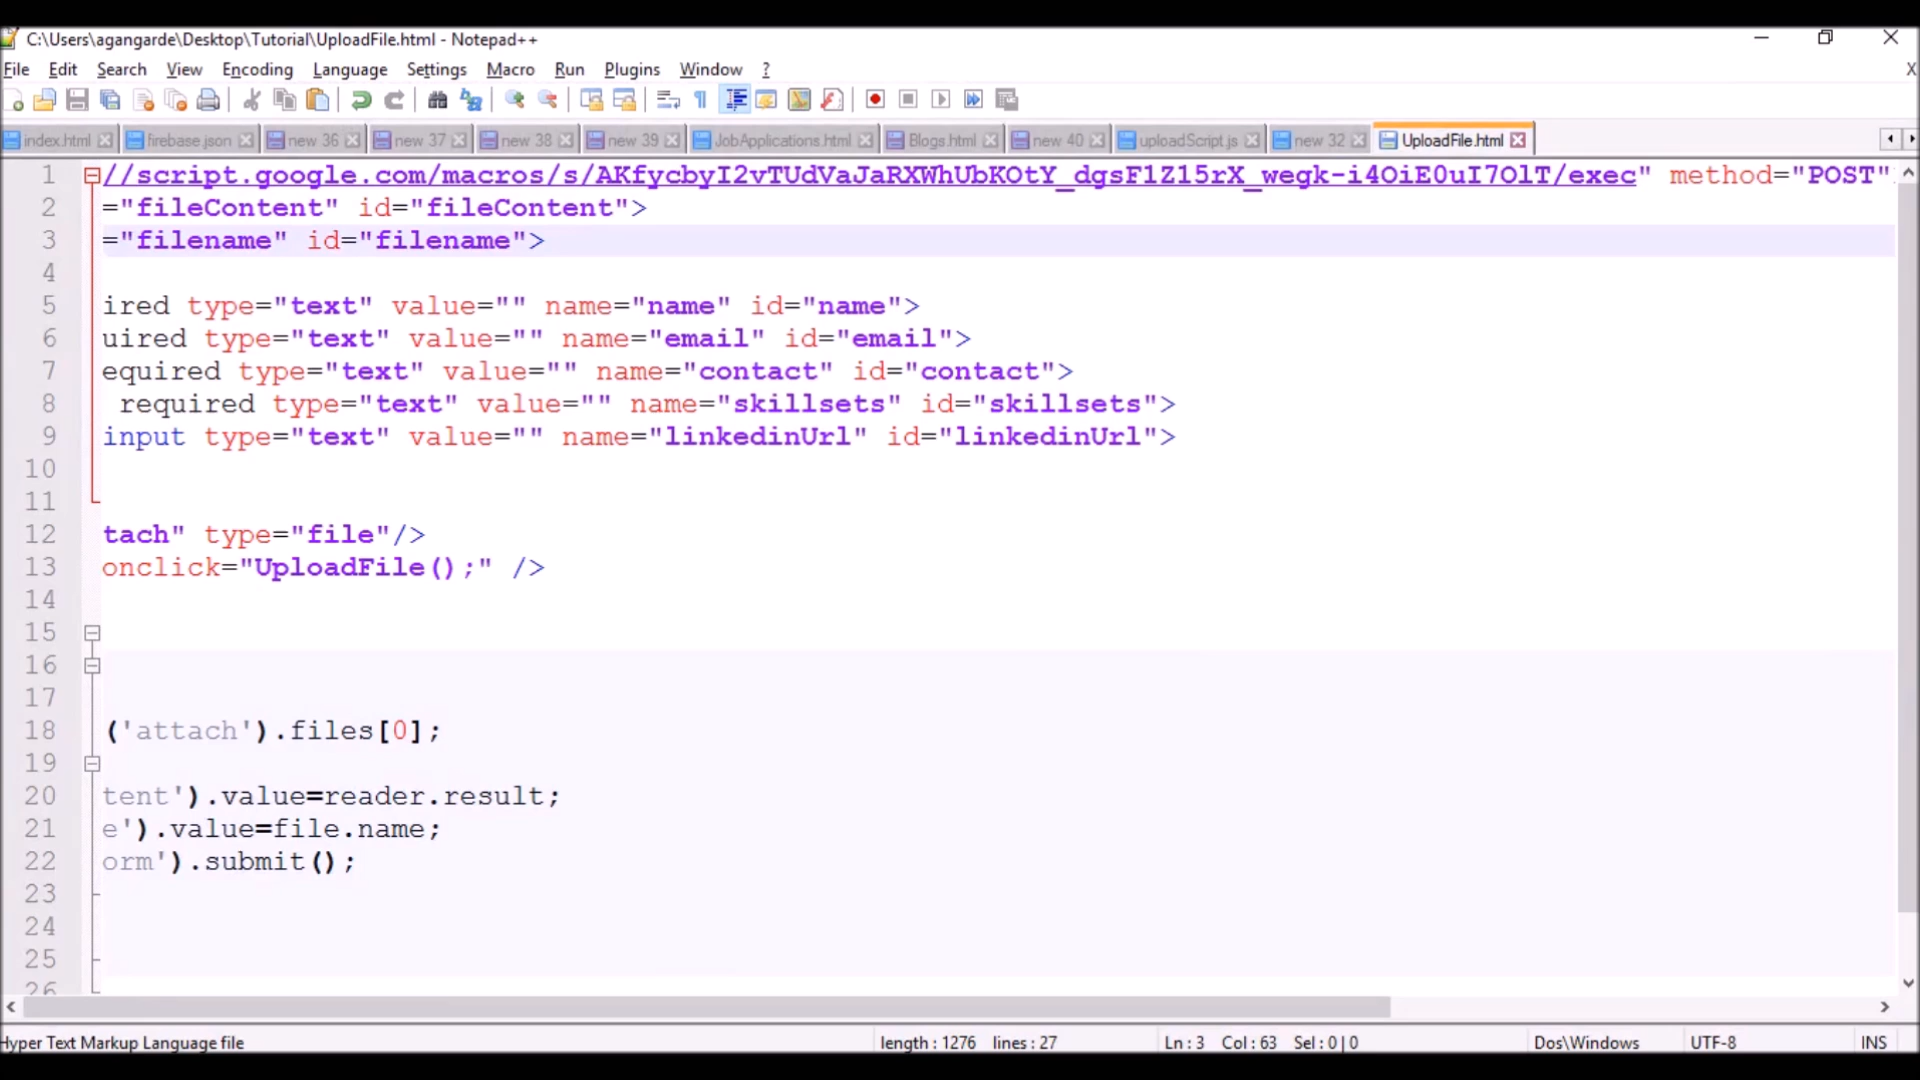 C:\Users\agangarde\Desktop\Tutorial\UploadFile.html - Notepad++
File Edit Search View Encoding Language Settings Macro Run Plugins Window ? X
index.html firebase.json new 36 new 37 new 38 new 39 JobApplications.html Blogs.html new 40 uploadScript.js new 32 UploadFile.html
1 //script.google.com/macros/s/AKfycbyI2vTUdVaJaRXWhUbKOtY_dgsF1Z15rX_wegk-i4OiE0uI7OlT/exec" method="POST"
2 ="fileContent" id="fileContent">
3 ="filename" id="filename">
4
5 ired type="text" value="" name="name" id="name">
6 uired type="text" value="" name="email" id="email">
7 equired type="text" value="" name="contact" id="contact">
8 required type="text" value="" name="skillsets" id="skillsets">
9 input type="text" value="" name="linkedinUrl" id="linkedinUrl">
10
11
12 tach" type="file"/>
13 onclick="UploadFile();" />
14
15
16
17
18 ('attach').files[0];
19
20 tent').value=reader.result;
21 e').value=file.name;
22 orm').submit();
23
24
25
26
Hyper Text Markup Language file length : 1276 lines : 27 Ln : 3 Col : 63 Sel : 0 | 0 Dos\Windows UTF-8 INS